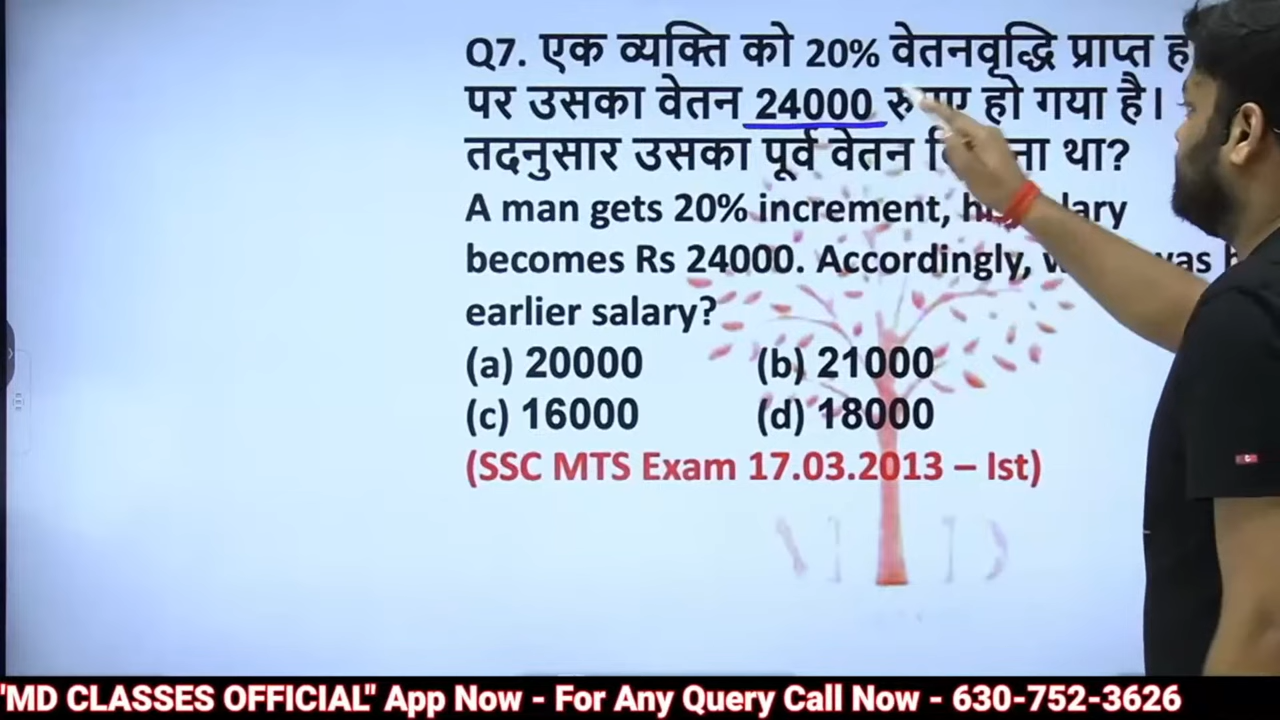 Q7. एक व्यक्ति को 20% वेतनवृद्धि प्राप्त
पर उसका वेतन 24000 हो गया है।
तदनुसार उसका पूर्व वेतन था?
A man gets 20% increment,
becomes Rs 24000. Accordingly,
earlier salary?
(a) 20000 (b) 21000
(c) 16000 (d) 18000
(SSC MTS Exam 17.03.2013 – Ist)
"MD CLASSES OFFICIAL" App Now - For Any Query Call Now - 630-752-3626